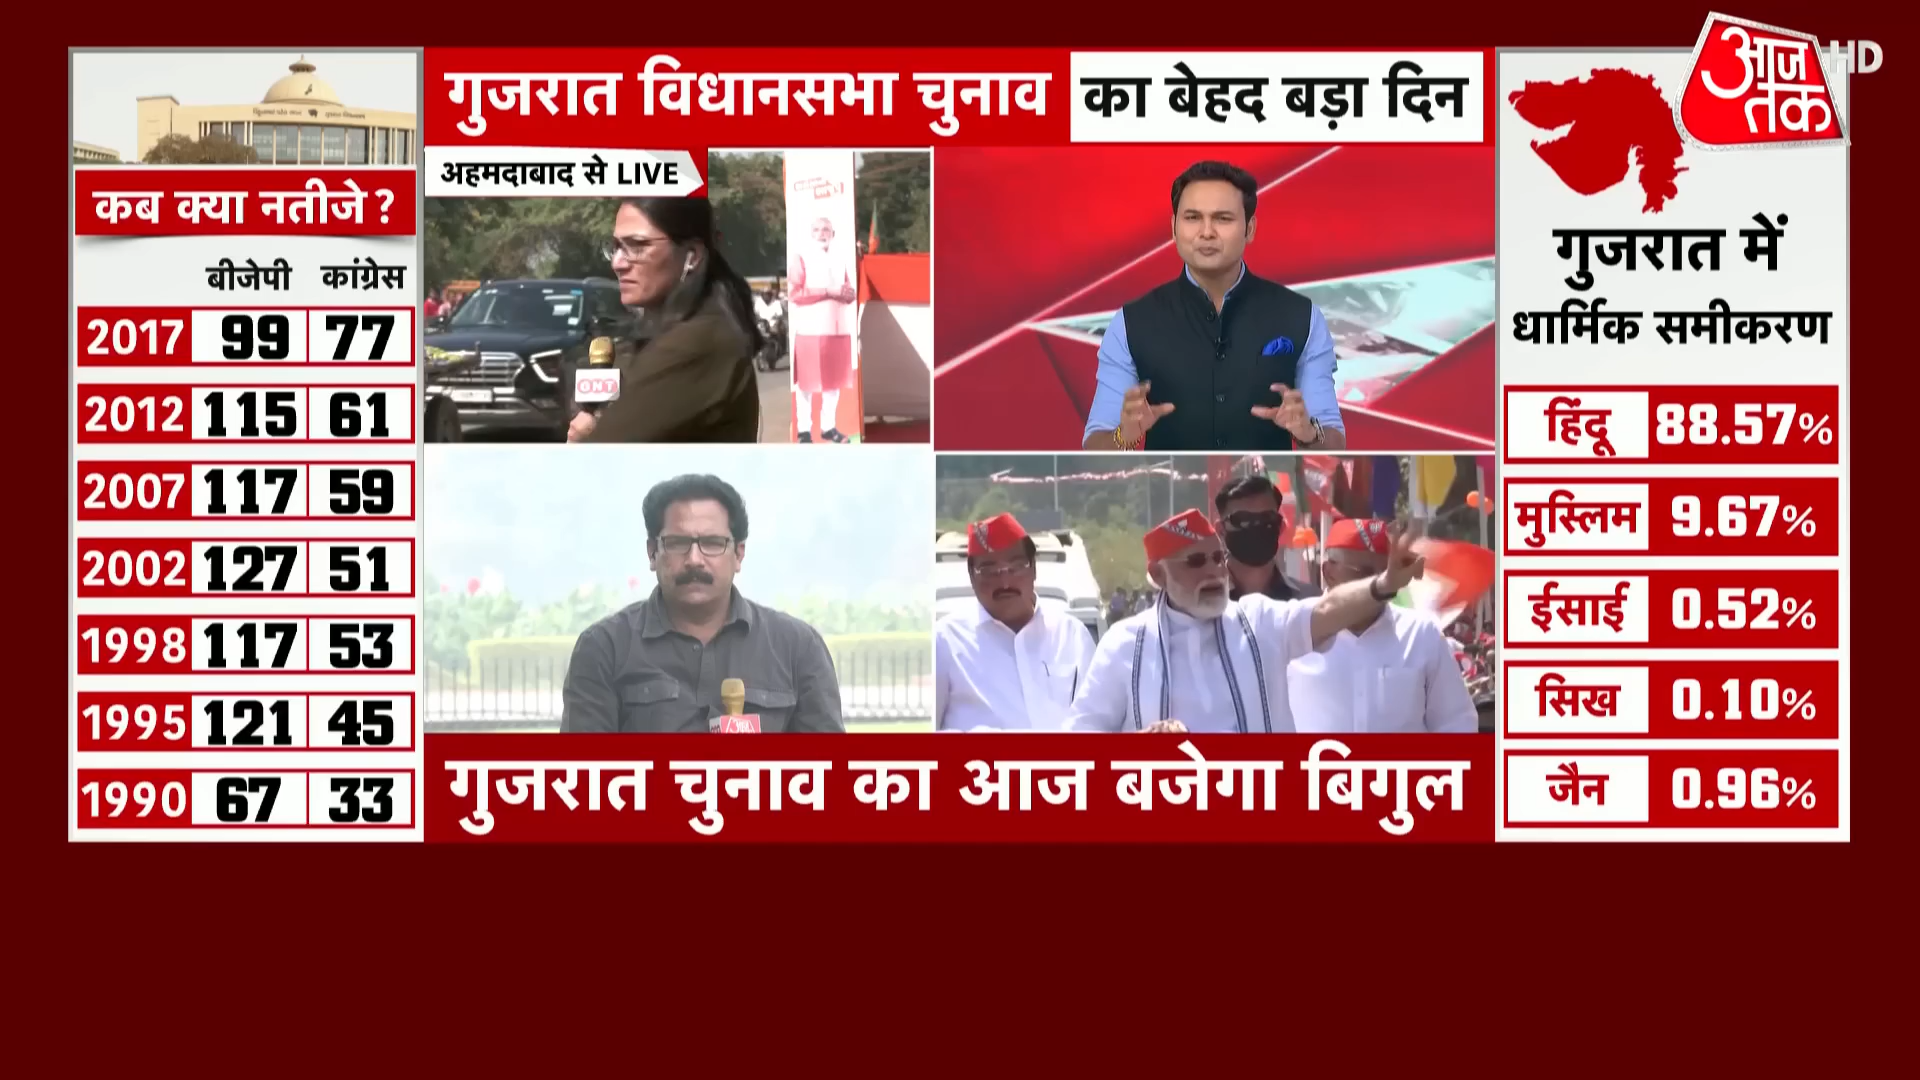 आज तक
HD
गुजरात विधानसभा चुनाव का बेहद बड़ा दिन
कब क्या नतीजे?
बीजेपी कांग्रेस
2017 99 77
2012 115 61
2007 117 59
2002 127 51
1998 117 53
1995 121 45
1990 67 33
अहमदाबाद से LIVE
GNT
आज
गुजरात चुनाव का आज बजेगा बिगुल
गुजरात में
धार्मिक समीकरण
हिंदू 88.57%
मुस्लिम 9.67%
ईसाई 0.52%
सिख 0.10%
जैन 0.96%